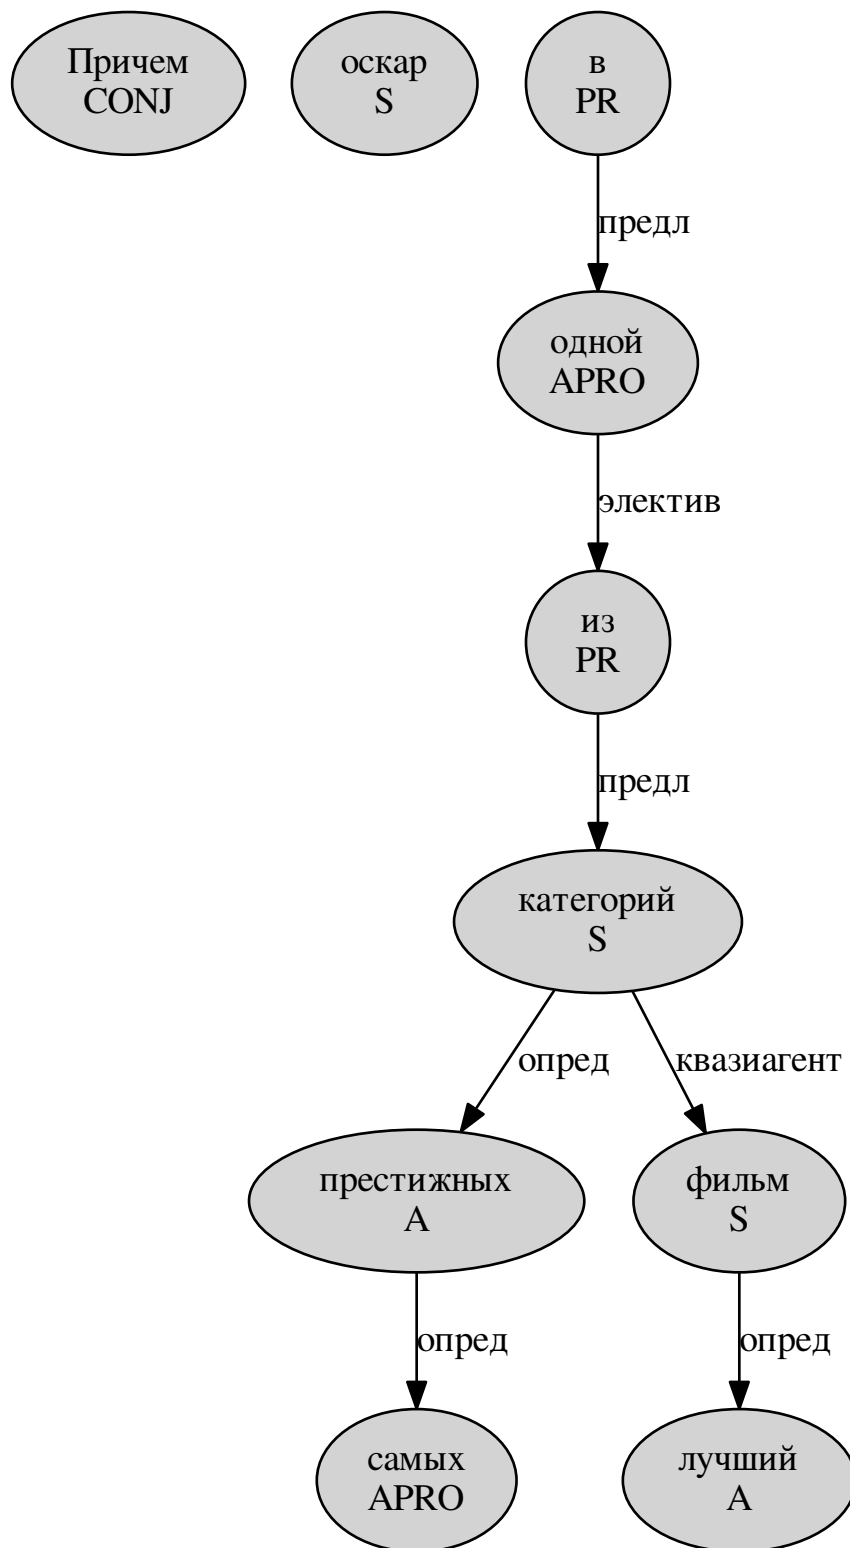 Причем
CONJ
оскар
S
в
PR
предл
одной
APRO
электив
из
PR
предл
категорий
S
опред
квазиагент
престижных
A
фильм
S
опред
опред
самых
APRO
лучший
A